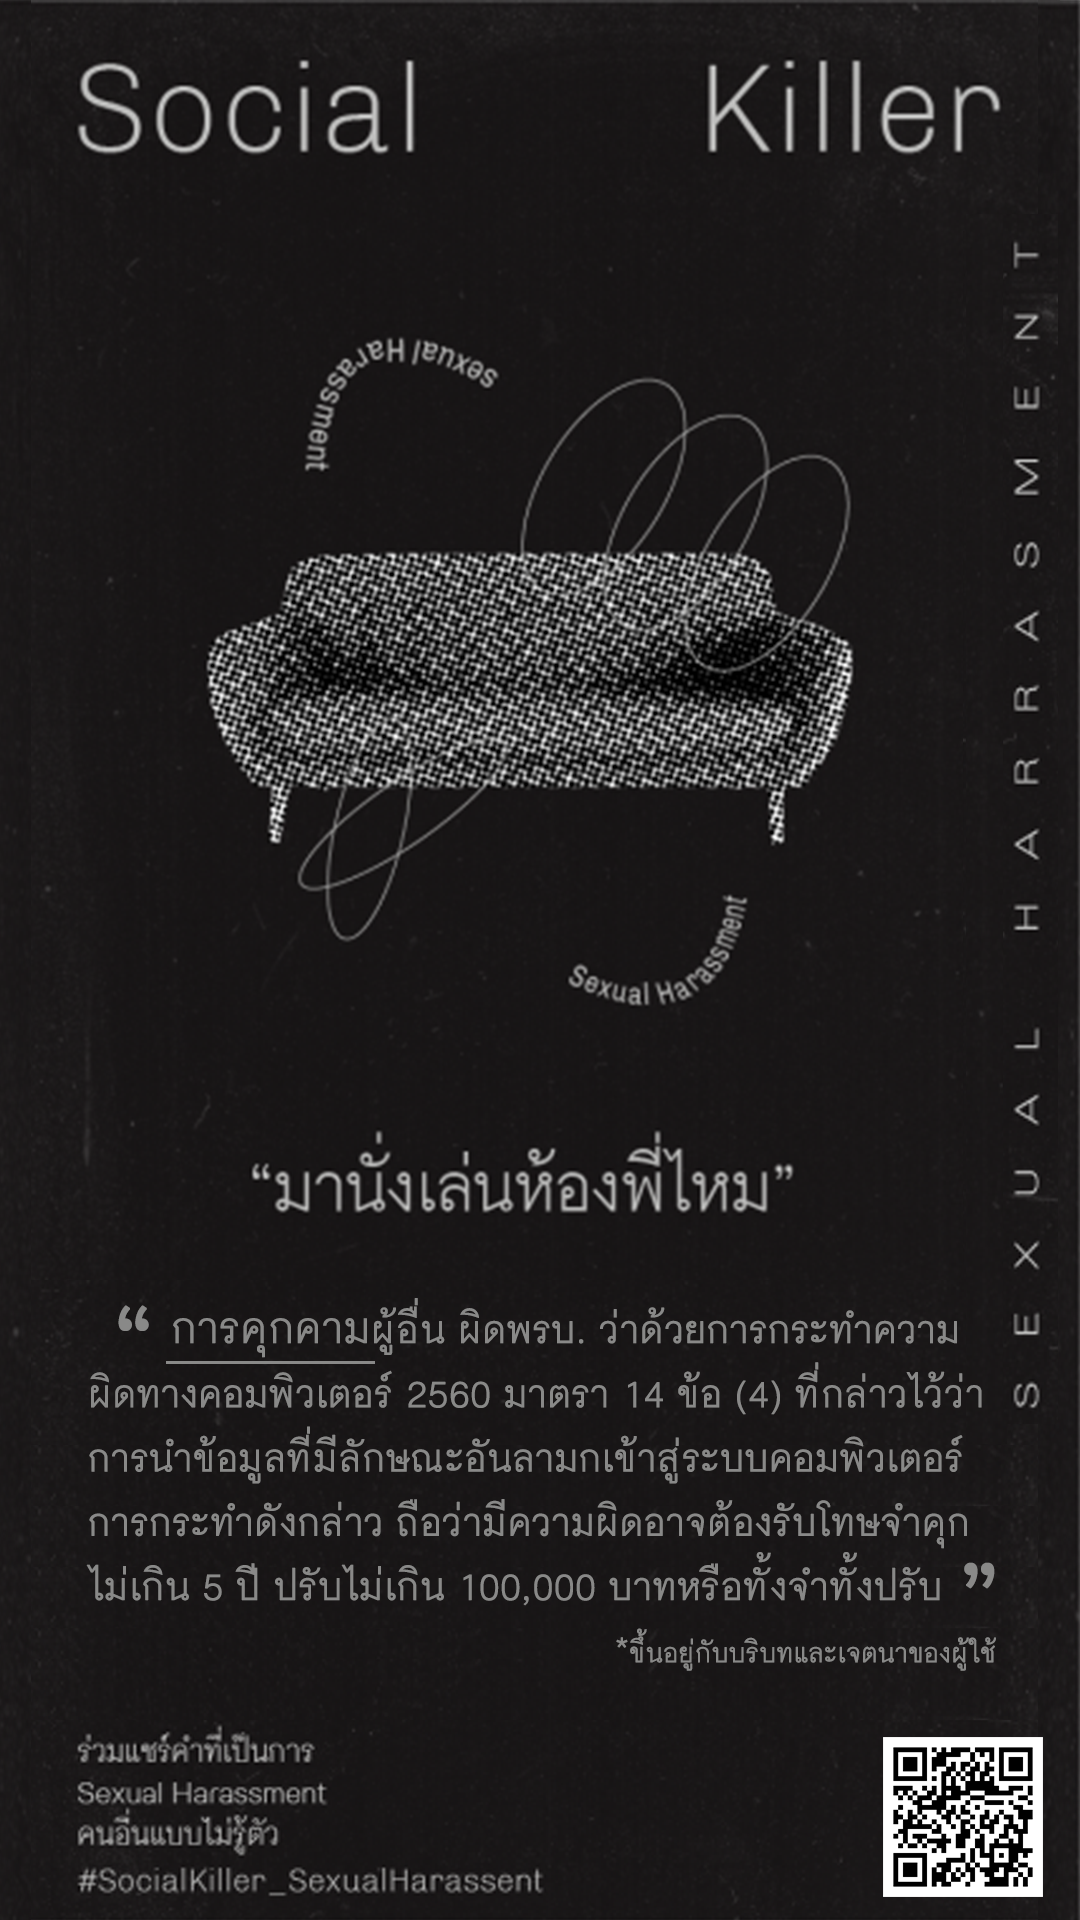 Social Killer
SEXUAL HARRASMENT
sexual Harassment
Sexual Harassment
“มานั่งเล่นห้องพี่ไหม”
“ การคุกคามผู้อื่น ผิดพรบ. ว่าด้วยการกระทำความ
ผิดทางคอมพิวเตอร์ 2560 มาตรา 14 ข้อ (4) ที่กล่าวไว้ว่า
การนำข้อมูลที่มีลักษณะอันลามกเข้าสู่ระบบคอมพิวเตอร์
การกระทำดังกล่าว ถือว่ามีความผิดอาจต้องรับโทษจำคุก
ไม่เกิน 5 ปี ปรับไม่เกิน 100,000 บาทหรือทั้งจำทั้งปรับ ”
*ขึ้นอยู่กับบริบทและเจตนาของผู้ใช้
ร่วมแชร์คำที่เป็นการ
Sexual Harassment
คนอื่นแบบไม่รู้ตัว
#SocialKiller_SexualHarassent